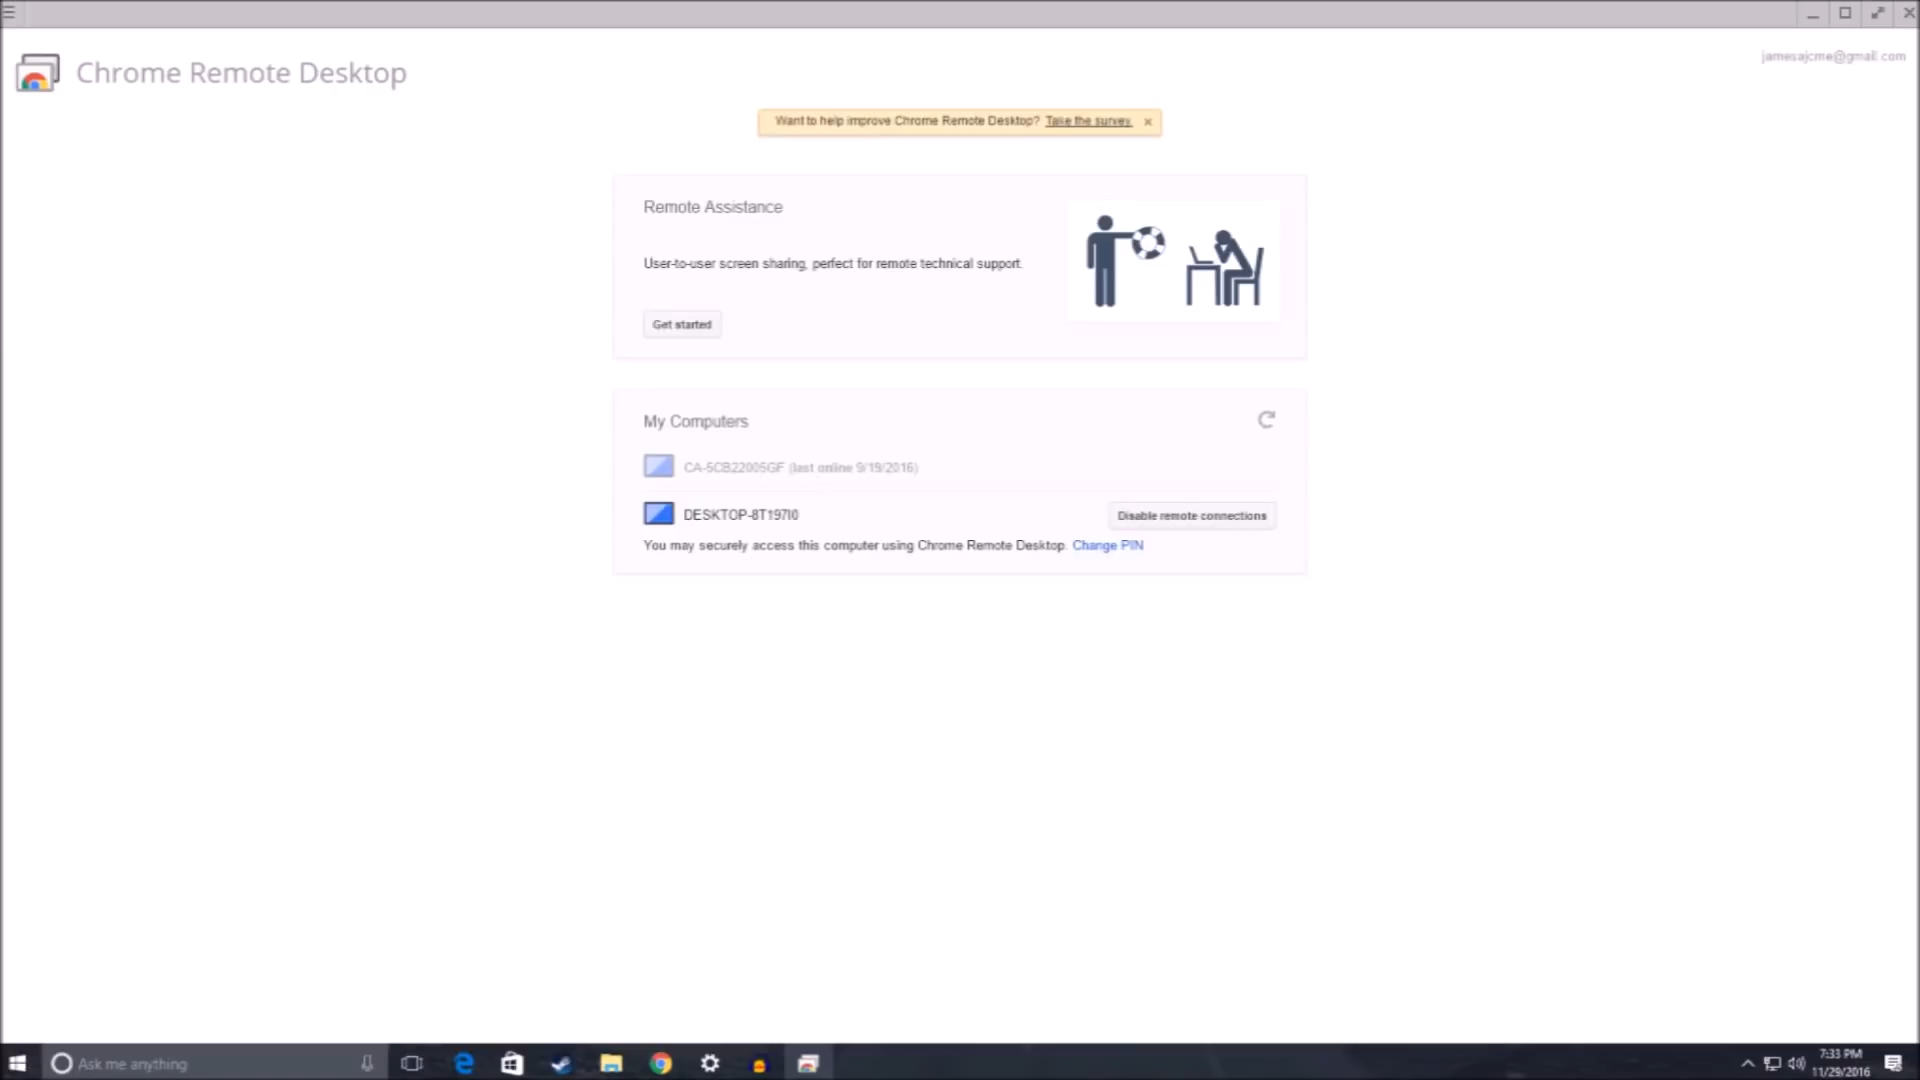 Chrome Remote Desktop
jamesajcme@gmail.com
Want to help improve Chrome Remote Desktop? Take the survey. ×
Remote Assistance
User-to-user screen sharing, perfect for remote technical support.
Get started
My Computers
CA-5CB22005GF (last online 9/19/2016)
DESKTOP-8T197I0
Disable remote connections
You may securely access this computer using Chrome Remote Desktop. Change PIN
Ask me anything
7:33 PM
11/29/2016